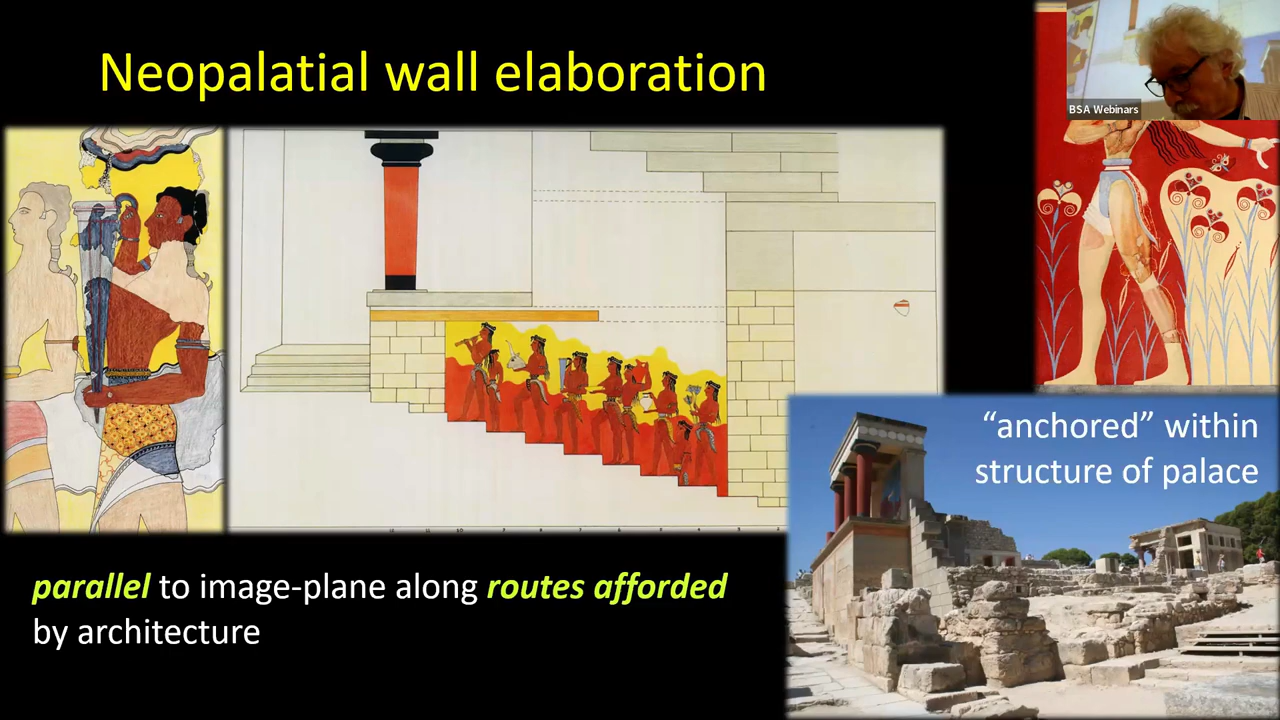 Neopalatial wall elaboration
BSA Webinars
“anchored” within
structure of palace
parallel to image-plane along routes afforded
by architecture